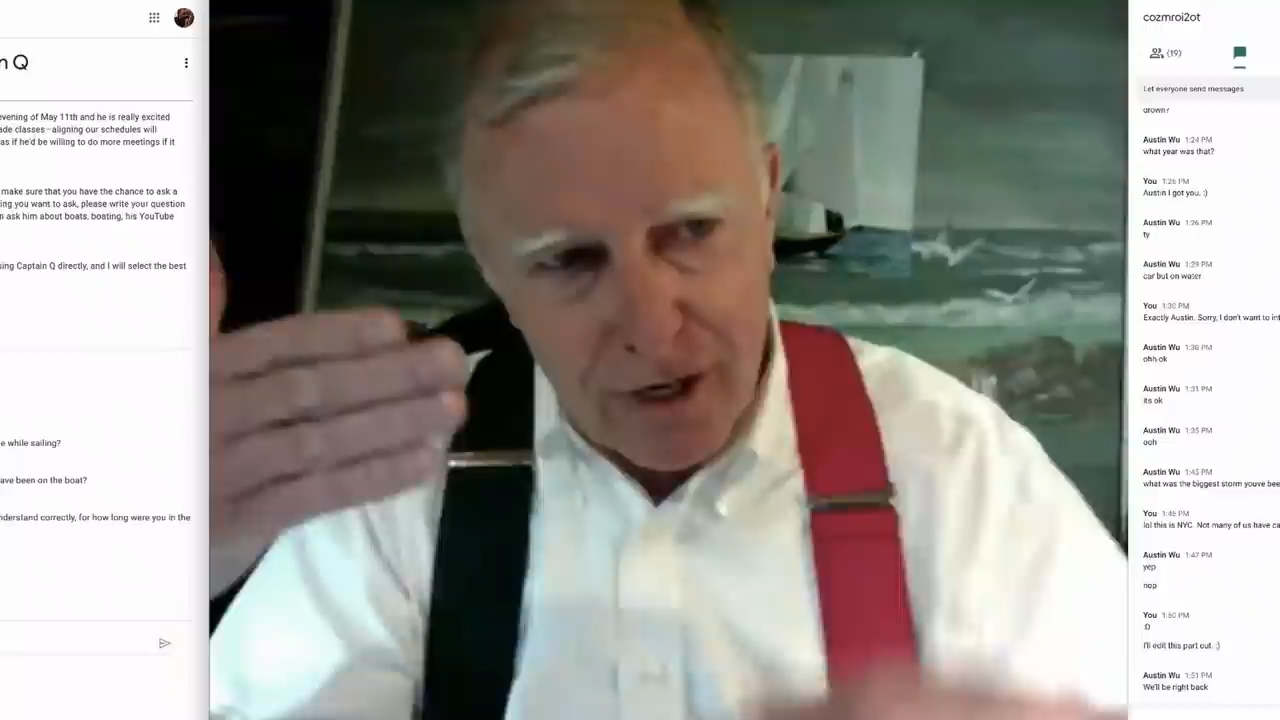 n Q
evening of May 11th and he is really excited
ade classes—aligning our schedules will
as if he'd be willing to do more meetings if it
make sure that you have the chance to ask a
ing you want to ask, please write your question
n ask him about boats, boating, his YouTube
sing Captain Q directly, and I will select the best
e while sailing?
ave been on the boat?
nderstand correctly, for how long were you in the
cozmroi2ot
(19)
Let everyone send messages
drown?
Austin Wu 1:24 PM
what year was that?
You 1:26 PM
Austin I got you. :)
Austin Wu 1:26 PM
ty
Austin Wu 1:29 PM
car but on water
You 1:30 PM
Exactly Austin. Sorry, I don't want to int
Austin Wu 1:30 PM
ohh ok
Austin Wu 1:31 PM
its ok
Austin Wu 1:35 PM
ooh
Austin Wu 1:45 PM
what was the biggest storm youve bee
You 1:46 PM
lol this is NYC. Not many of us have ca
Austin Wu 1:47 PM
yep
nop
You 1:50 PM
:D
I'll edit this part out. :)
Austin Wu 1:51 PM
We'll be right back